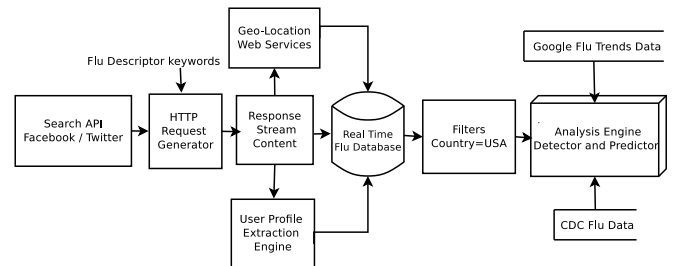 Geo-Location
Web Services
Google Flu Trends Data
Flu Descriptor keywords
Search API
Facebook / Twitter
HTTP
Request
Generator
Response
Stream
Content
Real Time
Flu Database
Filters
Country=USA
Analysis Engine
Detector and Predictor
User Profile
Extraction
Engine
CDC Flu Data